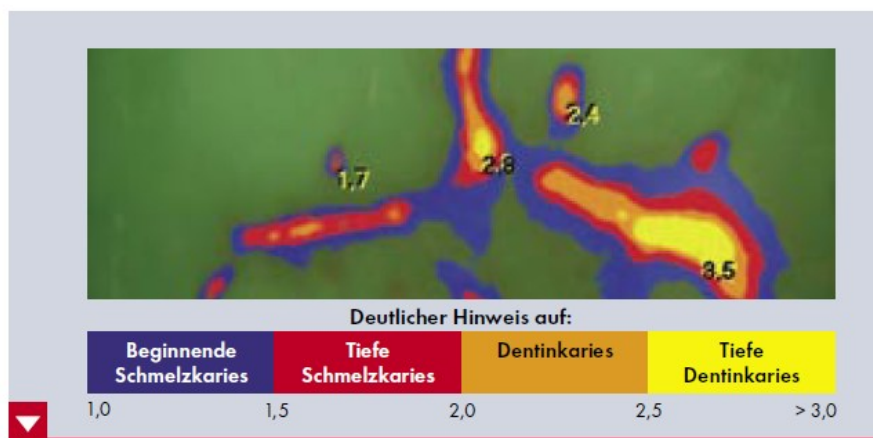 2,4
2,8
1,7
3,5
Deutlicher Hinweis auf:
Beginnende
Schmelzkaries
Tiefe
Schmelzkaries
Dentinkaries
Tiefe
Dentinkaries
1,0 1,5 2,0 2,5 > 3,0